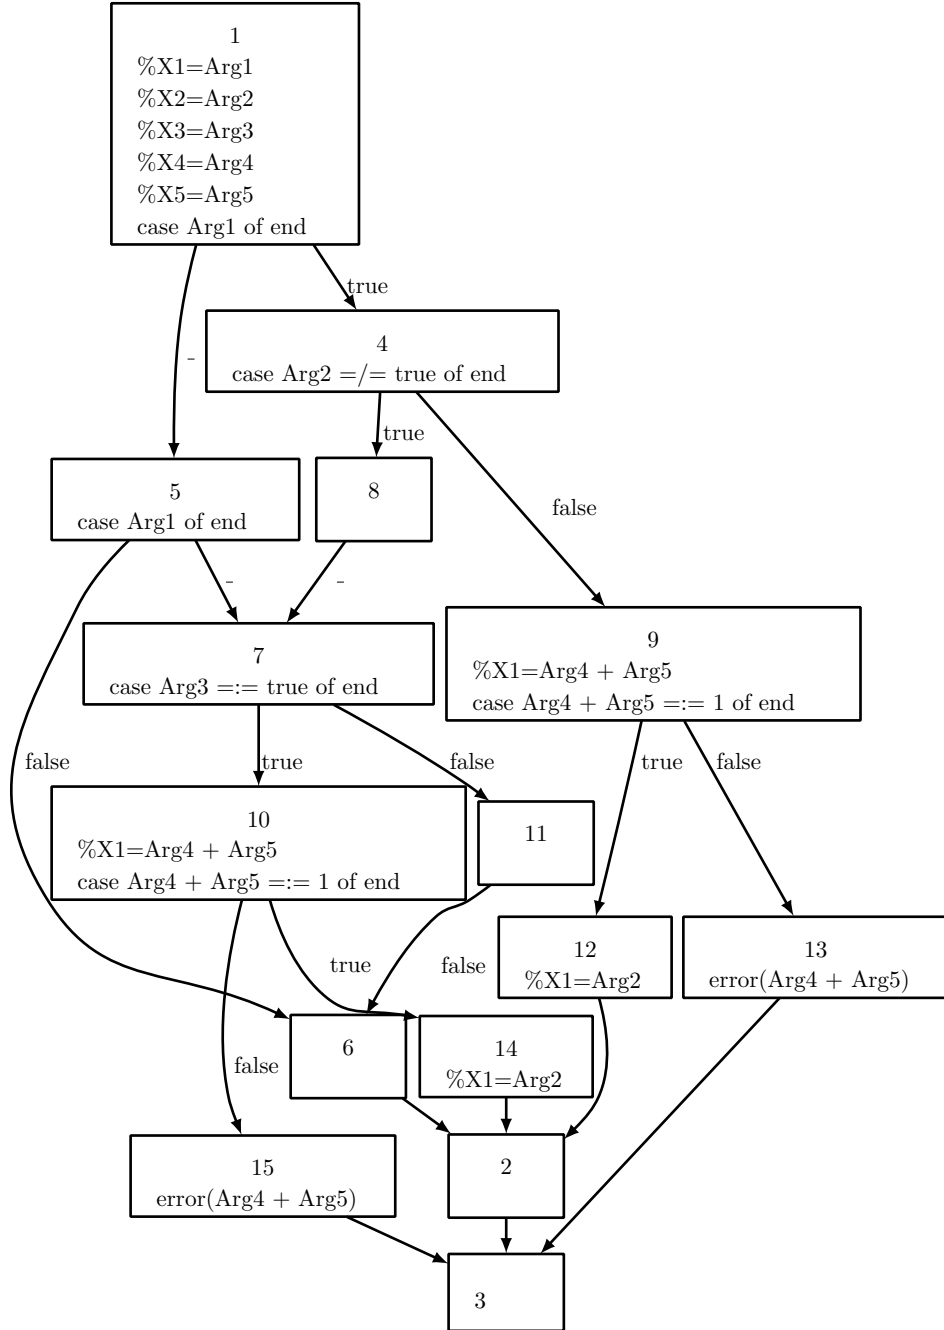 1
%X1=Arg1
%X2=Arg2
%X3=Arg3
%X4=Arg4
%X5=Arg5
case Arg1 of end
true
_
4
case Arg2 =/= true of end
true
false
5
case Arg1 of end
8
_
_
7
case Arg3 =:= true of end
9
%X1=Arg4 + Arg5
case Arg4 + Arg5 =:= 1 of end
false
true
false
true
false
10
%X1=Arg4 + Arg5
case Arg4 + Arg5 =:= 1 of end
11
true
false
12
%X1=Arg2
13
error(Arg4 + Arg5)
6
14
%X1=Arg2
false
15
error(Arg4 + Arg5)
2
3